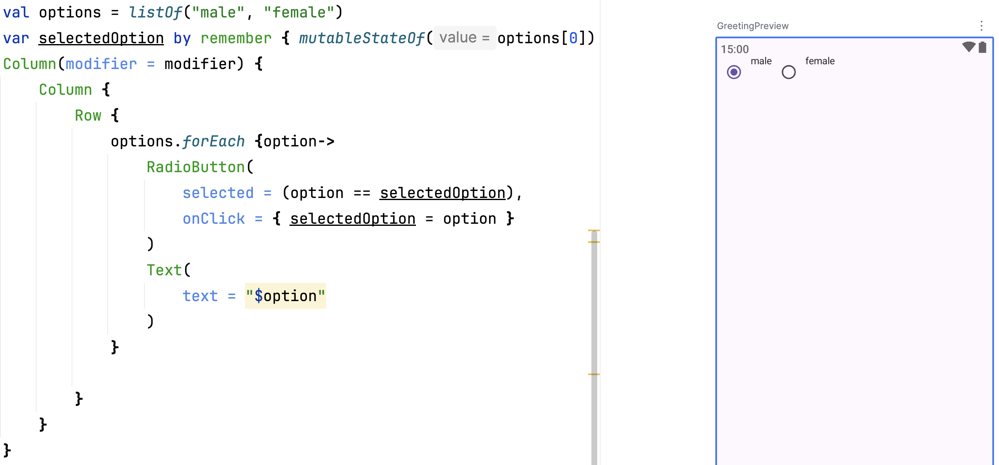 val options = listOf("male", "female")
var selectedOption by remember { mutableStateOf( value = options[0])
Column(modifier = modifier) {
Column {
Row {
options.forEach {option->
RadioButton(
selected = (option == selectedOption),
onClick = { selectedOption = option }
)
Text(
text = "$option"
)
}
}
}
}
GreetingPreview
15:00
male female